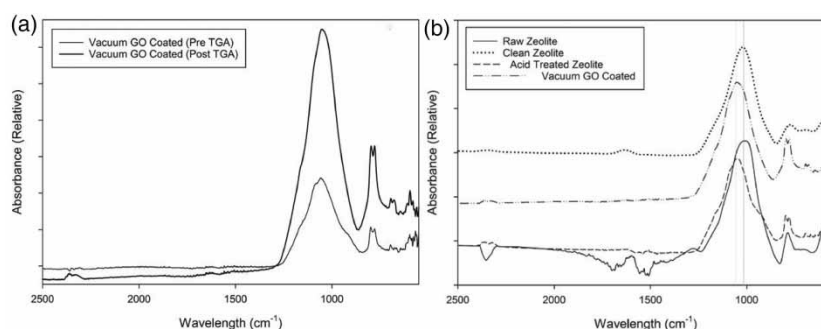 (a)
Vacuum GO Coated (Pre TGA)
Vacuum GO Coated (Post TGA)
Absorbance (Relative)
2500 2000 1500 1000
Wavelength (cm⁻¹)
(b)
Raw Zeolite
Clean Zeolite
Acid Treated Zeolite
Vacuum GO Coated
Absorbance (Relative)
2500 2000 1500 1000
Wavelength (cm⁻¹)